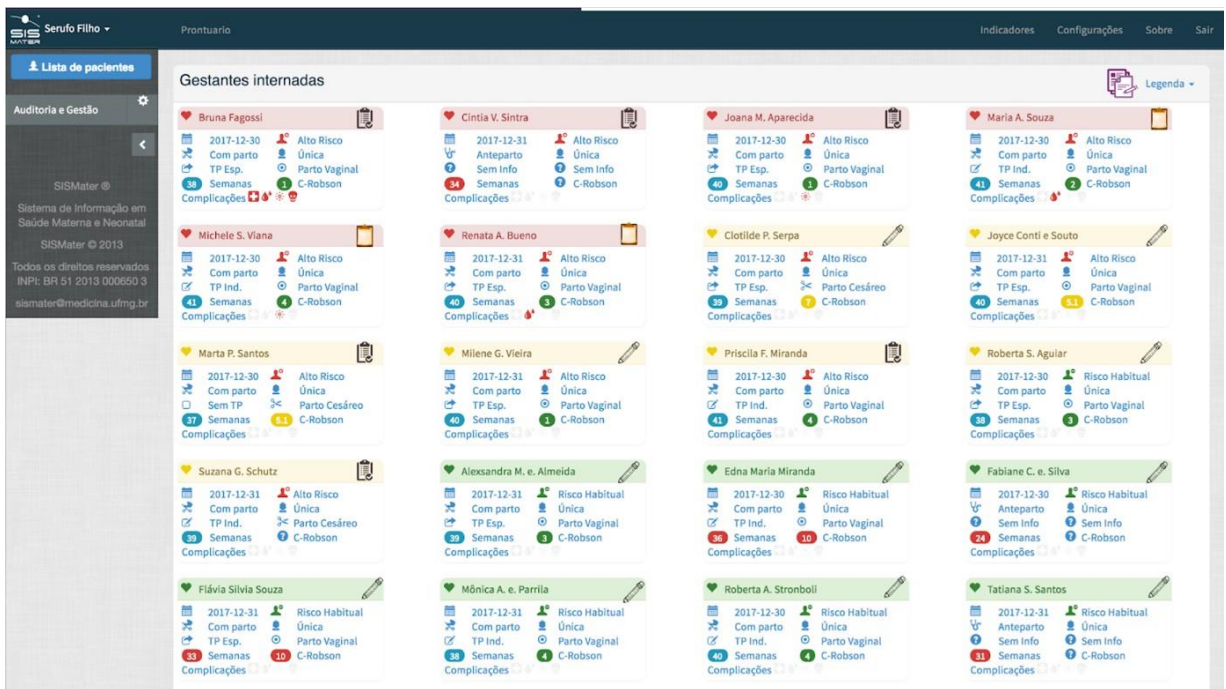 SIS MATER
Serufo Filho
Prontuario
Indicadores
Configurações
Sobre
Sair
Lista de pacientes
Auditoria e Gestão
SISMater ®
Sistema de Informação em
Saúde Materna e Neonatal
SISMater © 2013
Todos os direitos reservados
INPI: BR 51 2013 000650 3
sismater@medicina.ufmg.br
Gestantes internadas
Legenda
Bruna Fagossi
2017-12-30 Alto Risco
Com parto Única
TP Esp. Parto Vaginal
38 Semanas 1 C-Robson
Complicações
Cintia V. Sintra
2017-12-31 Alto Risco
Anteparto Única
? Sem Info ? Sem Info
34 Semanas ? C-Robson
Complicações
Joana M. Aparecida
2017-12-30 Alto Risco
Com parto Única
TP Esp. Parto Vaginal
40 Semanas 1 C-Robson
Complicações
Maria A. Souza
2017-12-30 Alto Risco
Com parto Única
TP Ind. Parto Vaginal
41 Semanas 2 C-Robson
Complicações
Michele S. Viana
2017-12-30 Alto Risco
Com parto Única
TP Ind. Parto Vaginal
41 Semanas 4 C-Robson
Complicações
Renata A. Bueno
2017-12-31 Alto Risco
Com parto Única
TP Esp. Parto Vaginal
40 Semanas 3 C-Robson
Complicações
Clotilde P. Serpa
2017-12-30 Alto Risco
Com parto Única
TP Esp. Parto Cesáreo
39 Semanas 7 C-Robson
Complicações
Joyce Conti e Souto
2017-12-31 Alto Risco
Com parto Única
TP Esp. Parto Vaginal
40 Semanas 5.1 C-Robson
Complicações
Marta P. Santos
2017-12-30 Alto Risco
Com parto Única
Sem TP Parto Cesáreo
37 Semanas 5.1 C-Robson
Complicações
Milene G. Vieira
2017-12-31 Alto Risco
Com parto Única
TP Esp. Parto Vaginal
40 Semanas 1 C-Robson
Complicações
Priscila F. Miranda
2017-12-30 Alto Risco
Com parto Única
TP Ind. Parto Vaginal
41 Semanas 4 C-Robson
Complicações
Roberta S. Aguiar
2017-12-30 Risco Habitual
Com parto Única
TP Esp. Parto Vaginal
38 Semanas 3 C-Robson
Complicações
Suzana G. Schutz
2017-12-31 Alto Risco
Com parto Única
TP Ind. Parto Cesáreo
39 Semanas ? C-Robson
Complicações
Alexsandra M. e. Almeida
2017-12-31 Risco Habitual
Com parto Única
TP Esp. Parto Vaginal
39 Semanas 3 C-Robson
Complicações
Edna Maria Miranda
2017-12-30 Risco Habitual
Com parto Única
TP Ind. Parto Vaginal
36 Semanas 10 C-Robson
Complicações
Fabiane C. e. Silva
2017-12-30 Risco Habitual
Anteparto Única
? Sem Info ? Sem Info
24 Semanas ? C-Robson
Complicações
Flávia Silvia Souza
2017-12-31 Risco Habitual
Com parto Única
TP Esp. Parto Vaginal
33 Semanas 10 C-Robson
Complicações
Mônica A. e. Parrila
2017-12-31 Risco Habitual
Com parto Única
TP Ind. Parto Vaginal
38 Semanas 4 C-Robson
Complicações
Roberta A. Stronboli
2017-12-30 Risco Habitual
Com parto Única
TP Ind. Parto Vaginal
40 Semanas 4 C-Robson
Complicações
Tatiana S. Santos
2017-12-31 Risco Habitual
Anteparto Única
? Sem Info ? Sem Info
31 Semanas ? C-Robson
Complicações